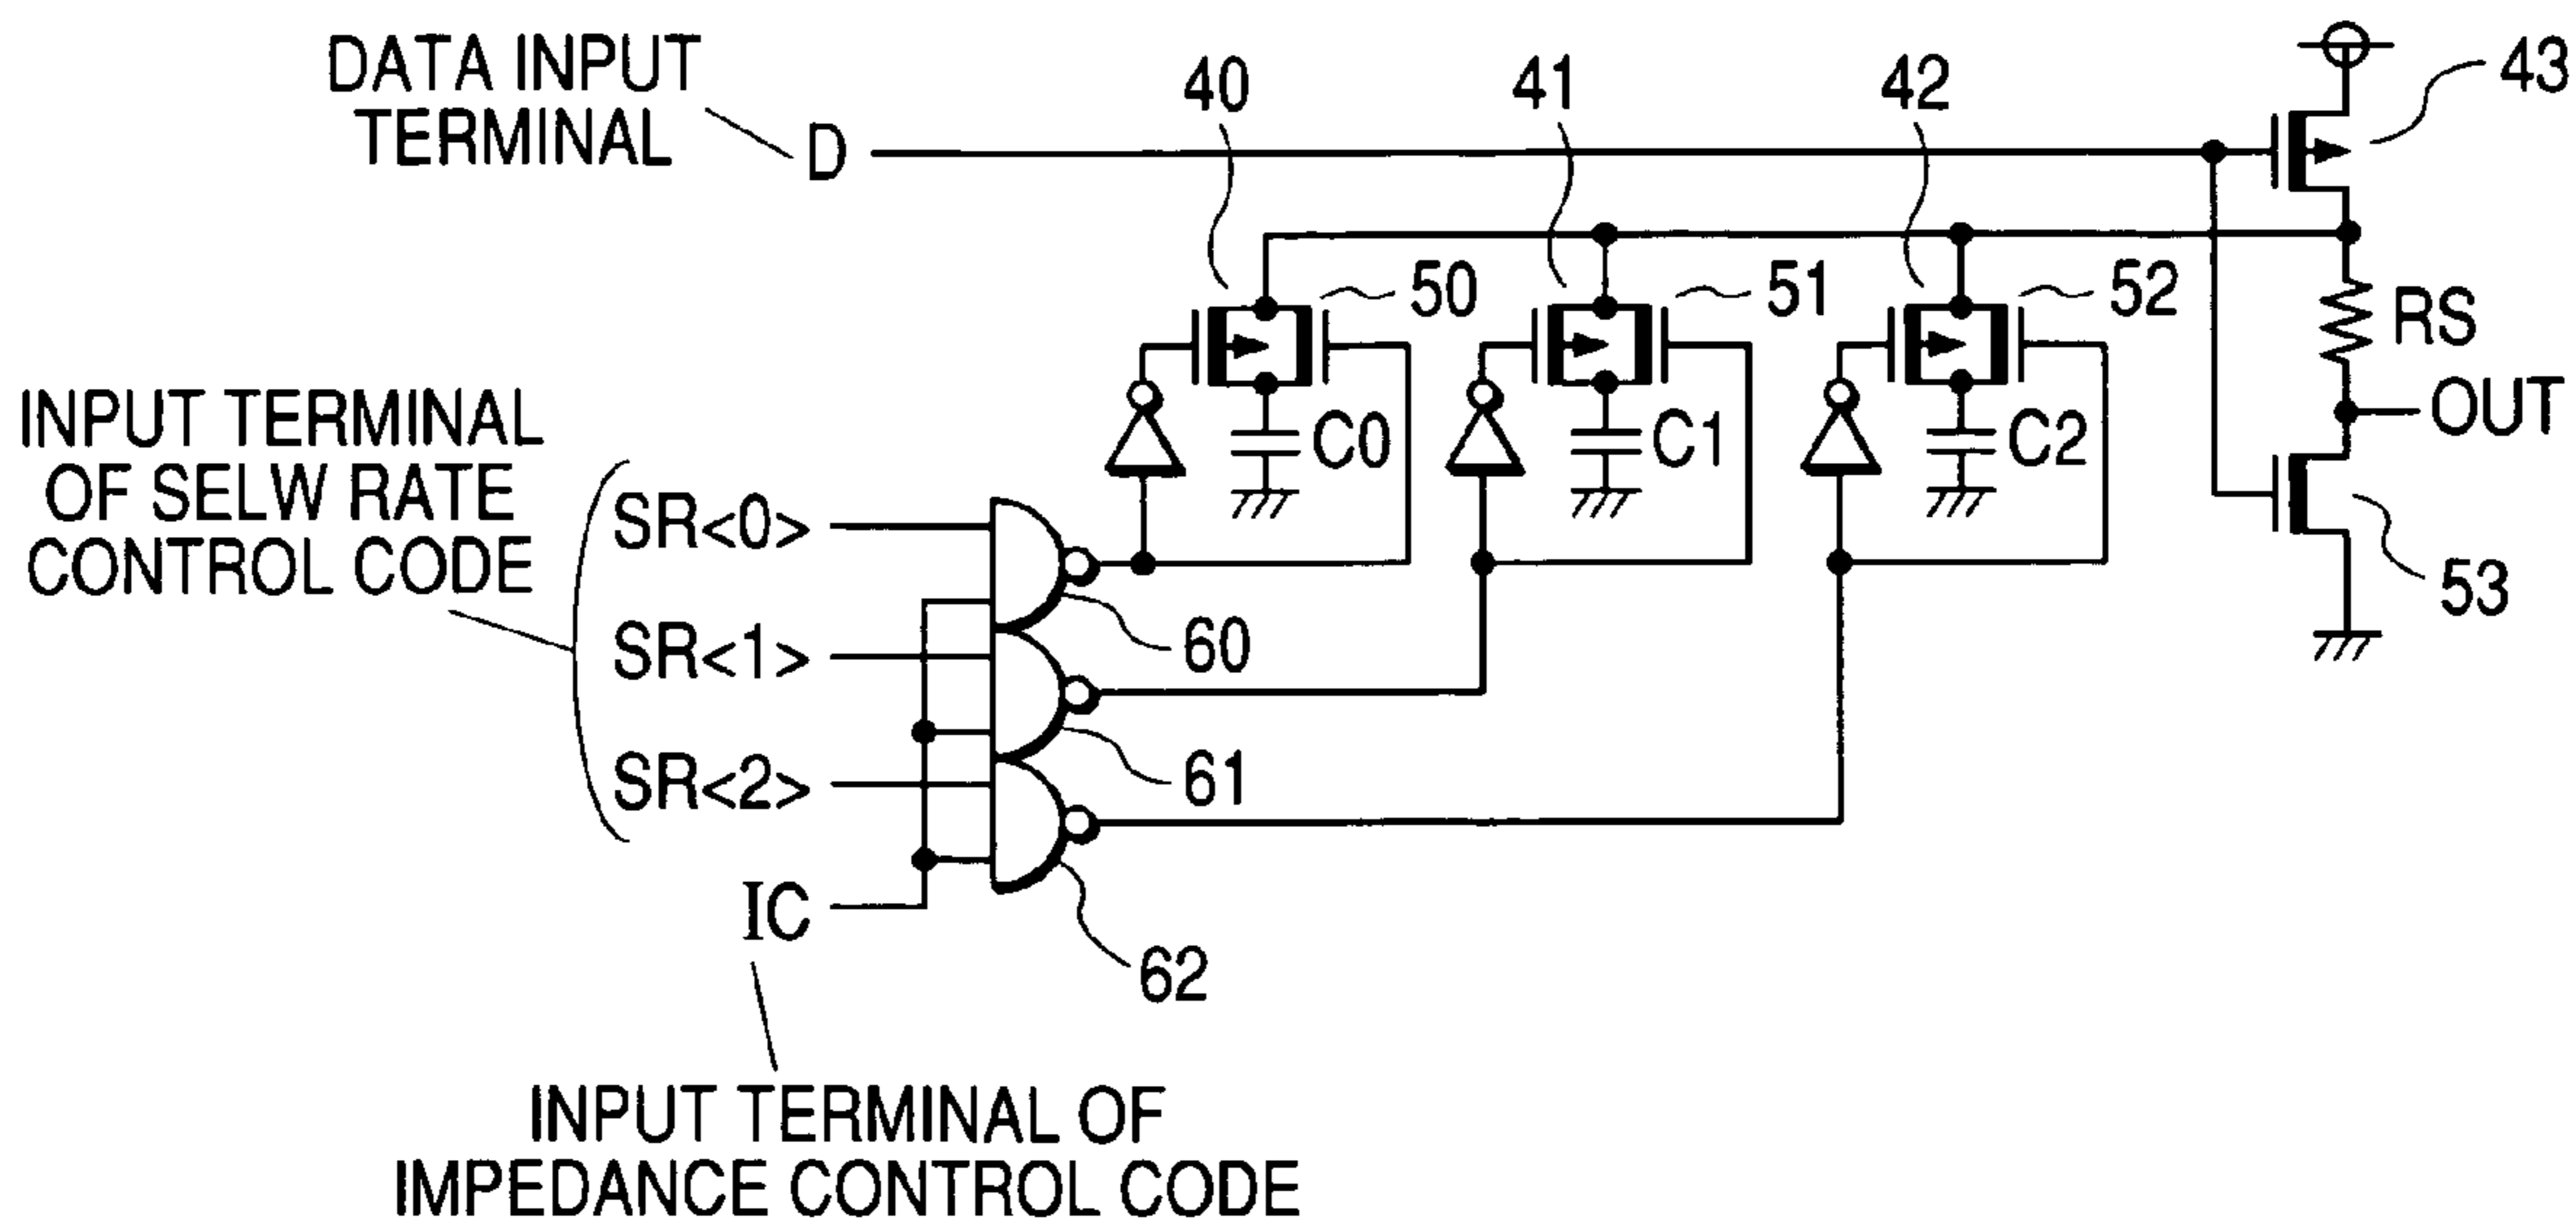 DATA INPUT
TERMINAL
D
40
41
42
43
50
51
52
RS
OUT
C0
C1
C2
53
INPUT TERMINAL
OF SELW RATE
CONTROL CODE
SR<0>
SR<1>
SR<2>
IC
60
61
62
INPUT TERMINAL OF
IMPEDANCE CONTROL CODE